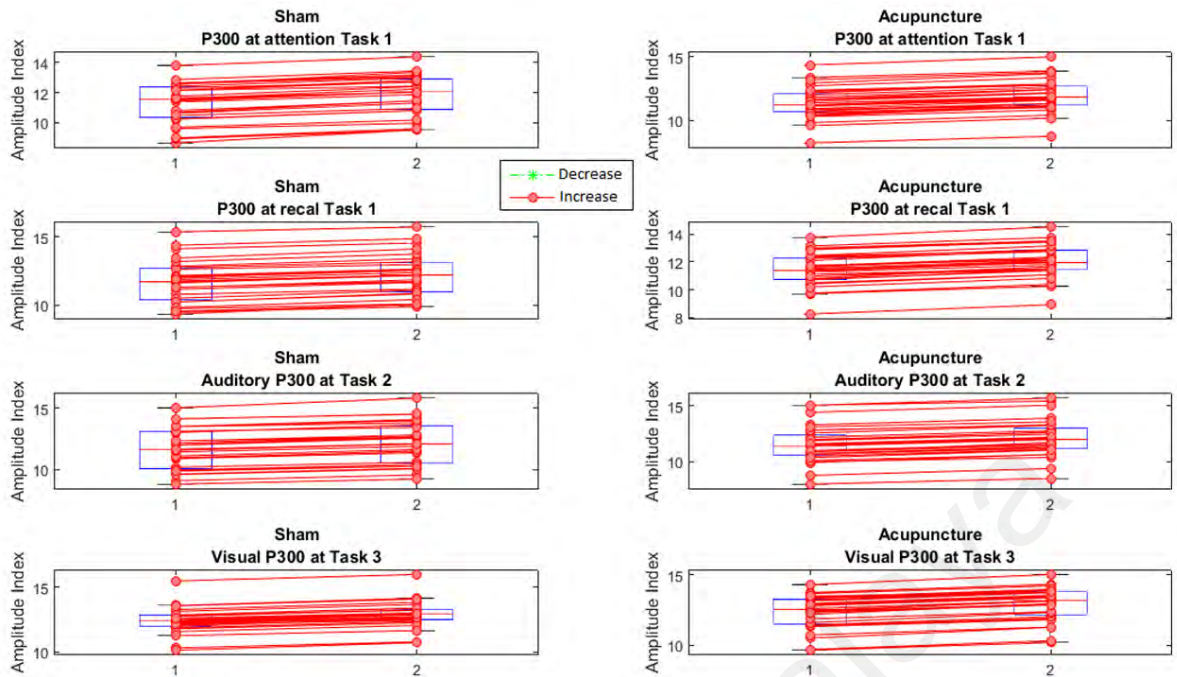 Sham
P300 at attention Task 1
Amplitude Index
14
12
10
1
2
Acupuncture
P300 at attention Task 1
Amplitude Index
15
10
1
2
Decrease
Increase
Sham
P300 at recal Task 1
Amplitude Index
15
10
1
2
Acupuncture
P300 at recal Task 1
Amplitude Index
14
12
10
8
1
2
Sham
Auditory P300 at Task 2
Amplitude Index
15
10
1
2
Acupuncture
Auditory P300 at Task 2
Amplitude Index
15
10
1
2
Sham
Visual P300 at Task 3
Amplitude Index
15
10
1
2
Acupuncture
Visual P300 at Task 3
Amplitude Index
15
10
1
2